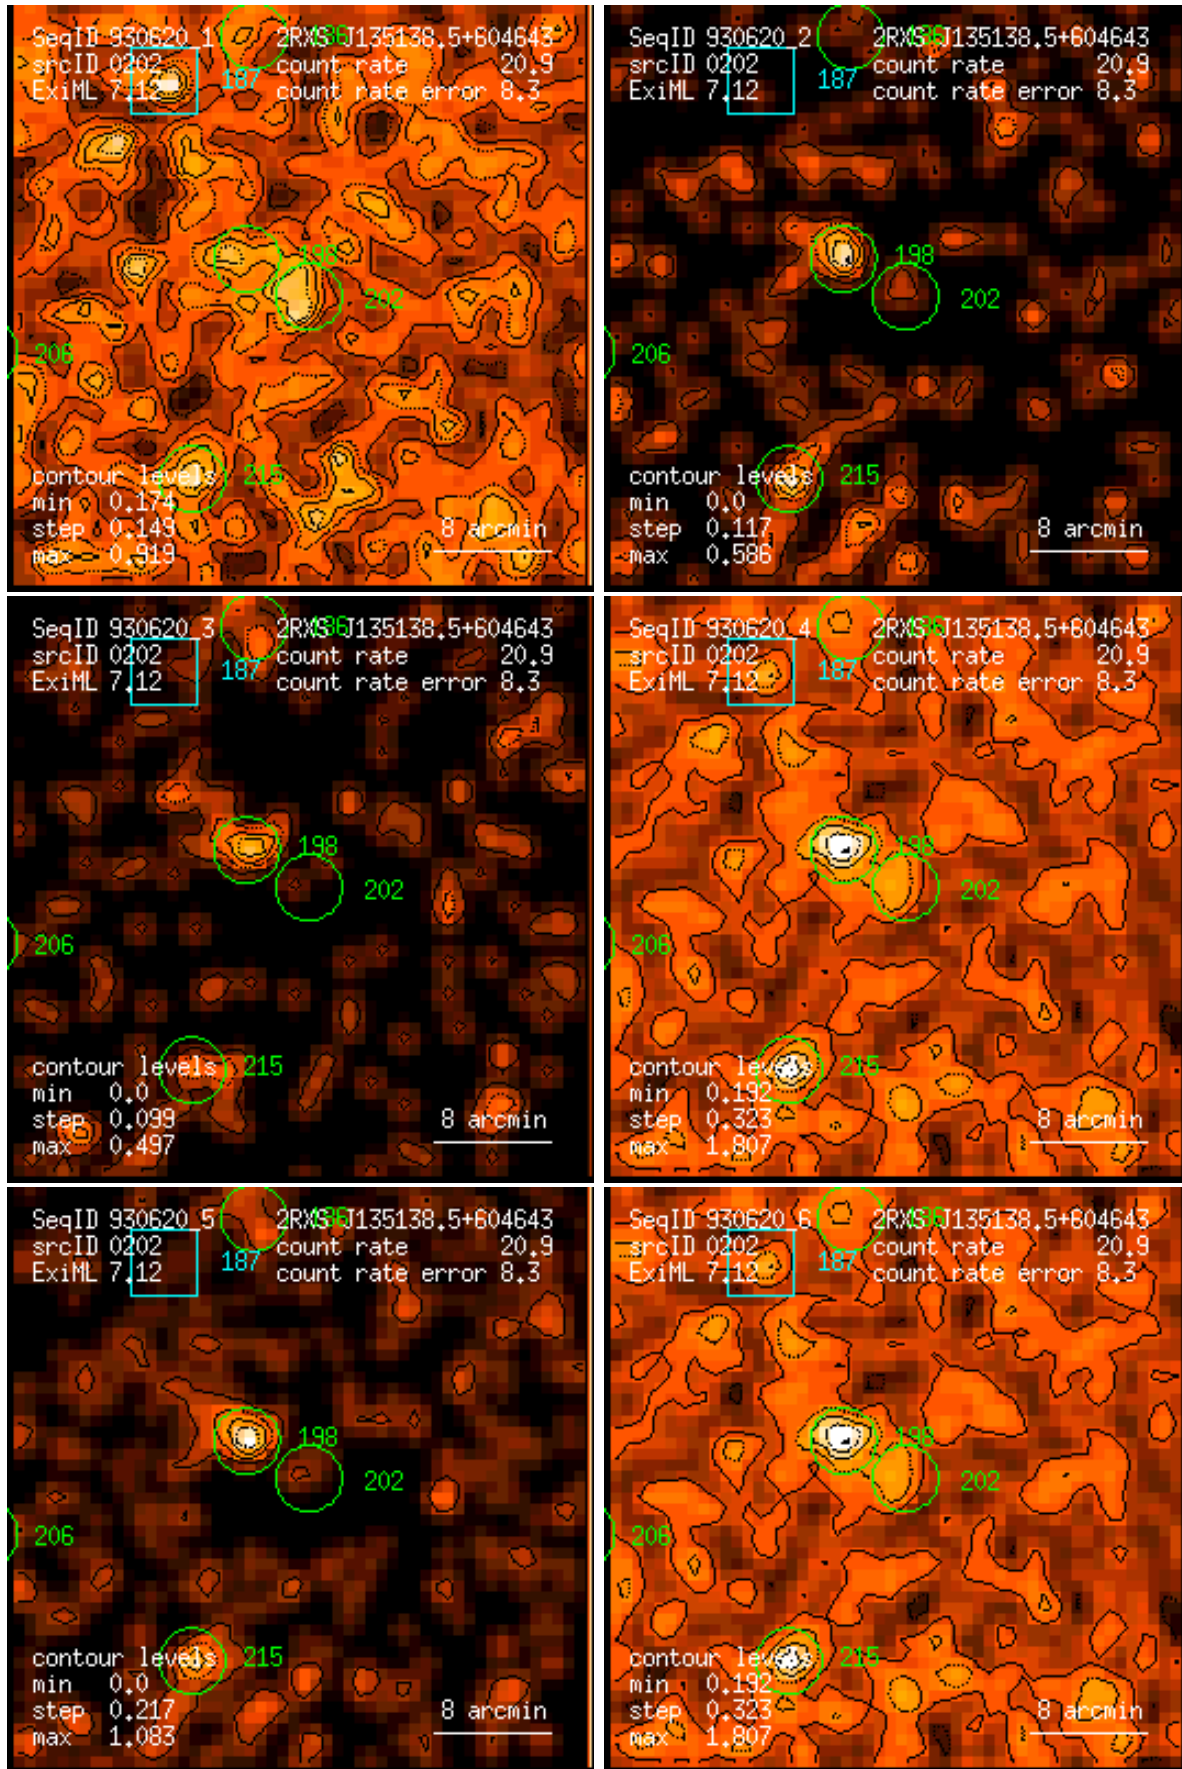 SeqID 930620_1 2RXS J135138.5+604643
186
srcID 0202 count rate 20.9
187
ExiML 7.12 count rate error 8.3
198
202
206
contour levels 215
min 0.174
step 0.149 8 arcmin
max 0.919
SeqID 930620_2 2RXS J135138.5+604643
186
srcID 0202 count rate 20.9
187
ExiML 7.12 count rate error 8.3
198
202
206
contour levels 215
min 0.0
step 0.117 8 arcmin
max 0.586
SeqID 930620_3 2RXS J135138.5+604643
186
srcID 0202 count rate 20.9
187
ExiML 7.12 count rate error 8.3
198
202
206
contour levels 215
min 0.0
step 0.099 8 arcmin
max 0.497
SeqID 930620_4 2RXS J135138.5+604643
186
srcID 0202 count rate 20.9
187
ExiML 7.12 count rate error 8.3
198
202
206
contour levels 215
min 0.192
step 0.323 8 arcmin
max 1.807
SeqID 930620_5 2RXS J135138.5+604643
186
srcID 0202 count rate 20.9
187
ExiML 7.12 count rate error 8.3
198
202
206
contour levels 215
min 0.0
step 0.217 8 arcmin
max 1.083
SeqID 930620_6 2RXS J135138.5+604643
186
srcID 0202 count rate 20.9
187
ExiML 7.12 count rate error 8.3
198
202
206
contour levels 215
min 0.192
step 0.323 8 arcmin
max 1.807